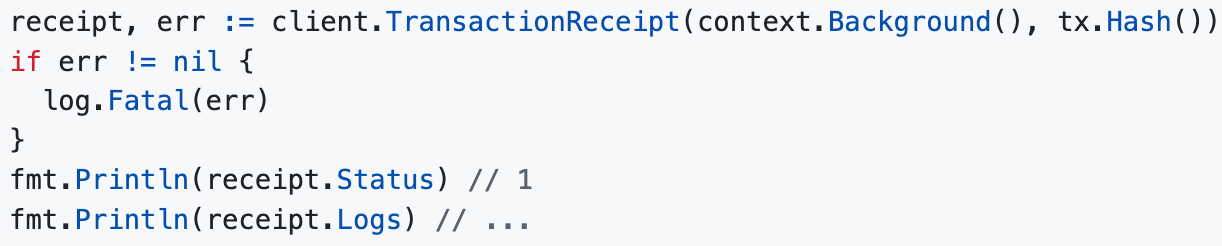 receipt, err := client.TransactionReceipt(context.Background(), tx.Hash())
if err != nil {
  log.Fatal(err)
}
fmt.Println(receipt.Status) // 1
fmt.Println(receipt.Logs) // ...